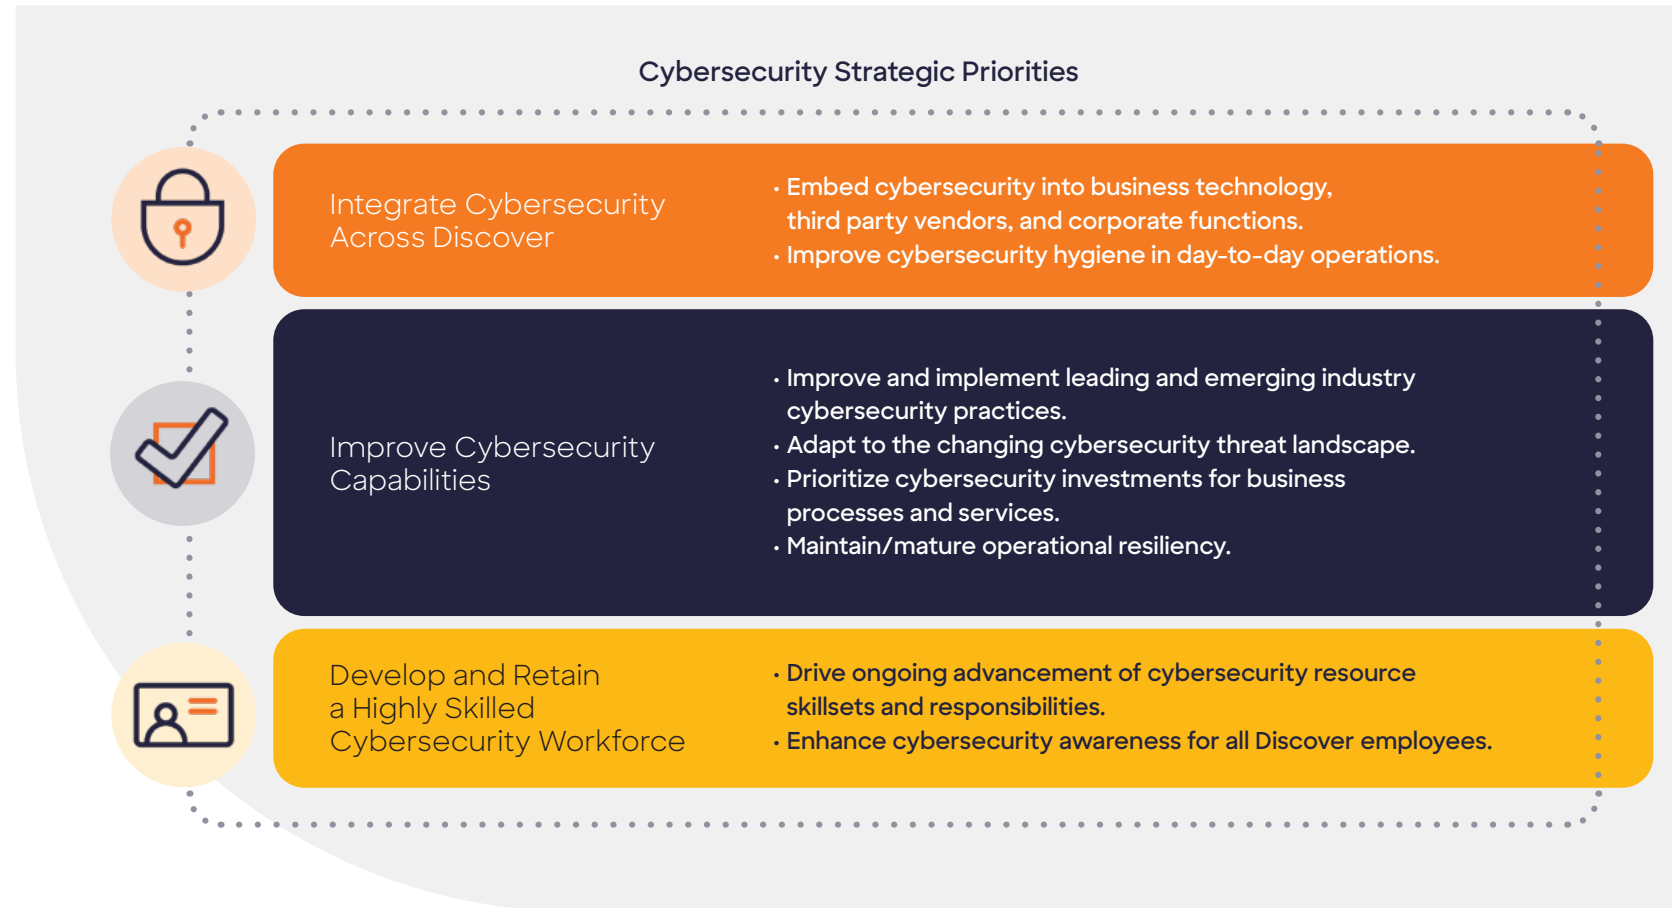 Cybersecurity Strategic Priorities
Integrate Cybersecurity
Across Discover
· Embed cybersecurity into business technology,
third party vendors, and corporate functions.
· Improve cybersecurity hygiene in day-to-day operations.
Improve Cybersecurity
Capabilities
· Improve and implement leading and emerging industry
cybersecurity practices.
· Adapt to the changing cybersecurity threat landscape.
· Prioritize cybersecurity investments for business
processes and services.
· Maintain/mature operational resiliency.
Develop and Retain
a Highly Skilled
Cybersecurity Workforce
· Drive ongoing advancement of cybersecurity resource
skillsets and responsibilities.
· Enhance cybersecurity awareness for all Discover employees.